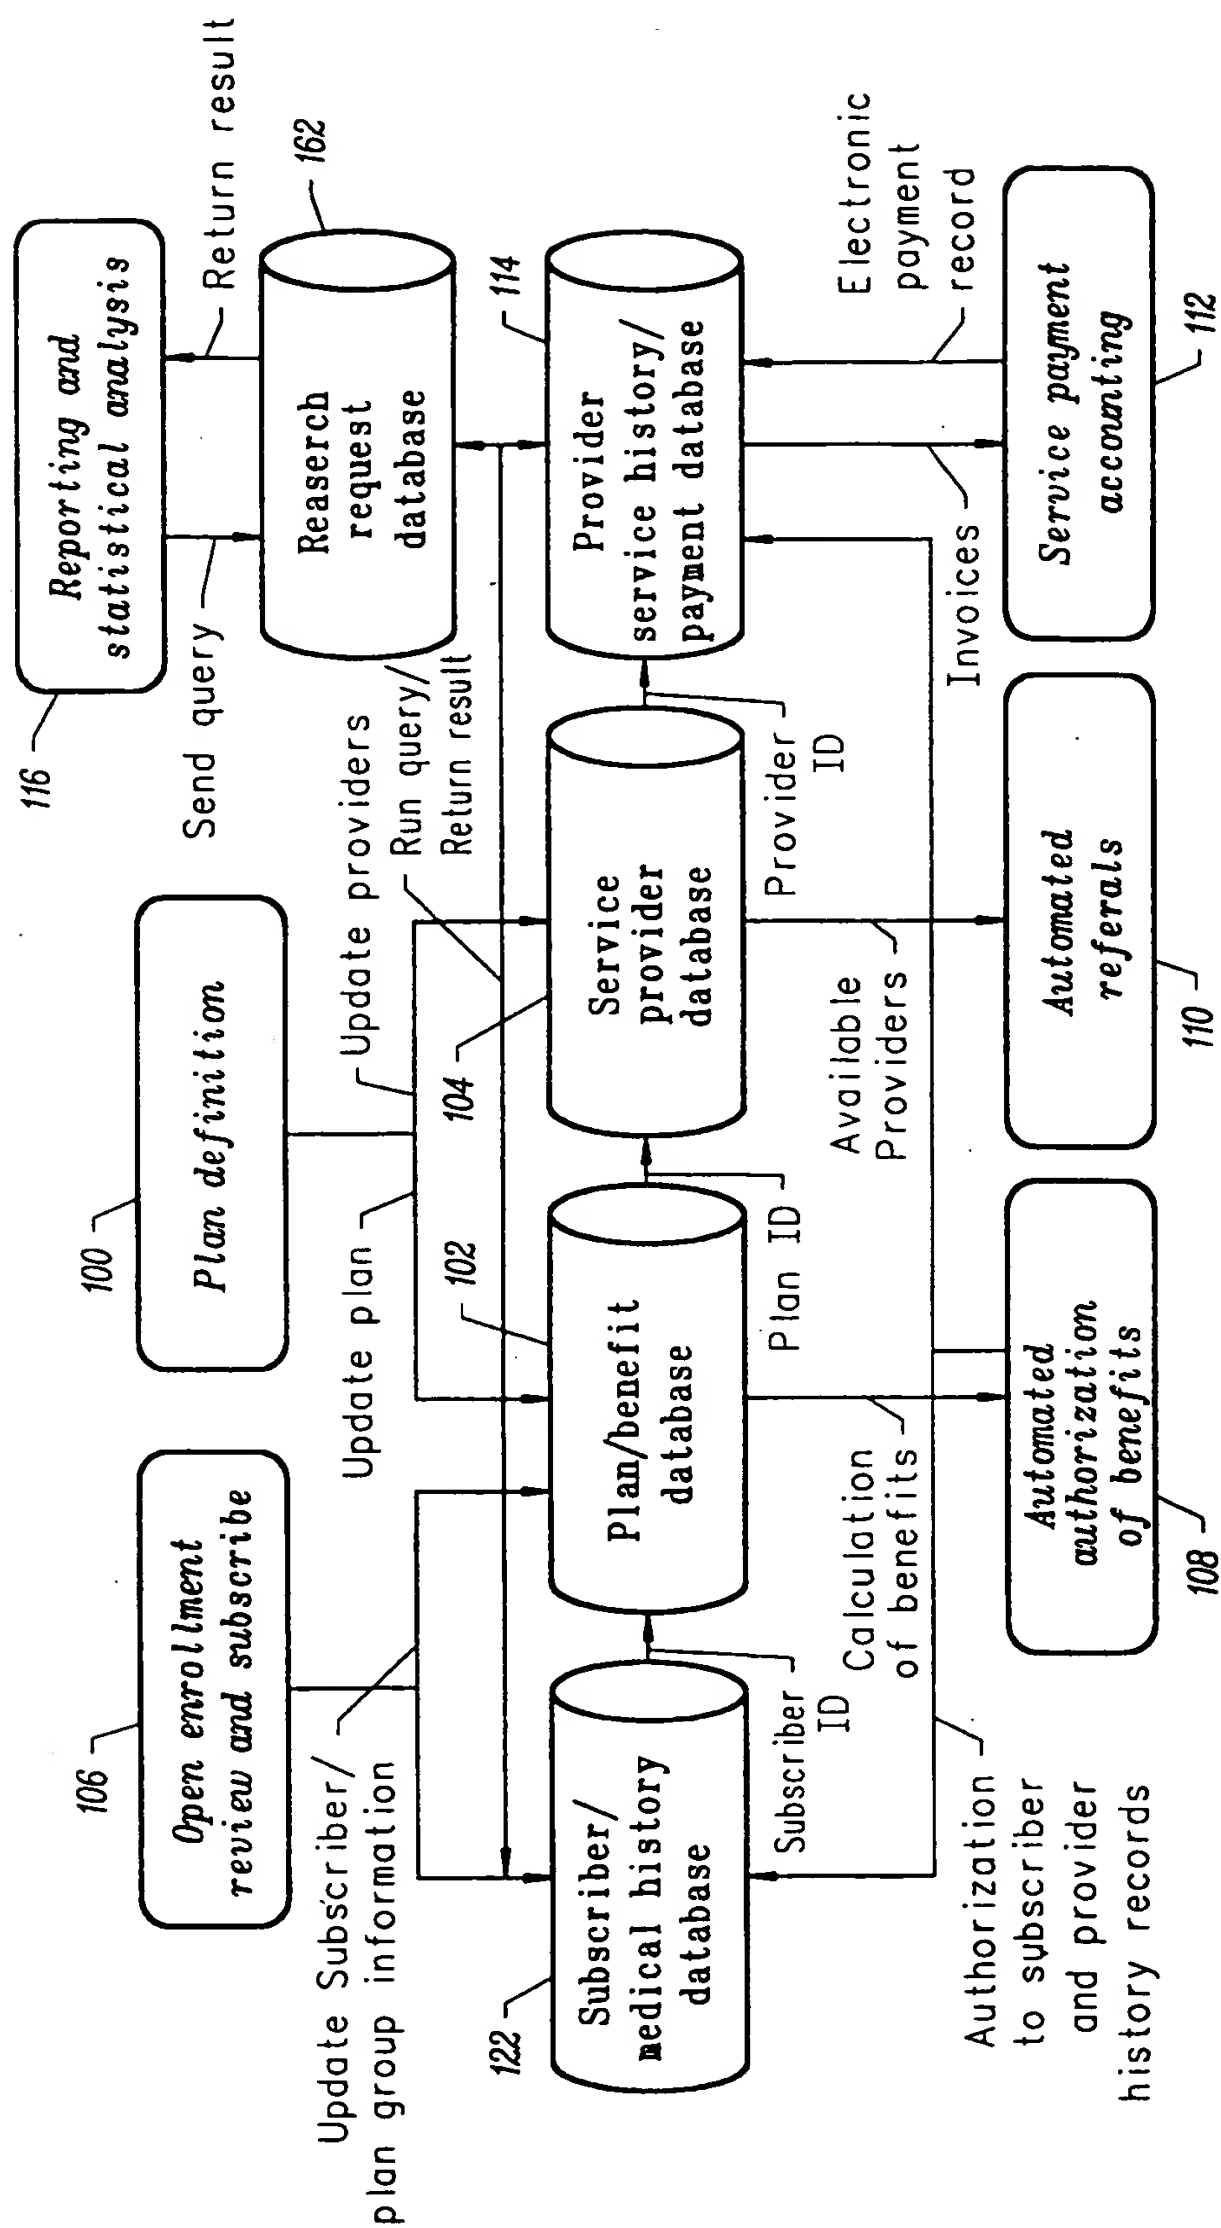 116
Reporting and
statistical analysis
Send query
Return result
162
Reaserch
request
database
100
Plan definition
106
Open enrollment
review and subscribe
Update Subscriber/
plan group information
Update plan
Update providers
Run query/
Return result
122
Subscriber/
medical history
database
102
Plan/benefit
database
104
Service
provider
database
114
Provider
service history/
payment database
Subscriber
ID
Plan ID
Provider
ID
Calculation
of benefits
Available
Providers
Invoices
Electronic
payment
record
Authorization
to subscriber
and provider
history records
Automated
authorization
of benefits
108
Automated
referals
110
Service payment
accounting
112